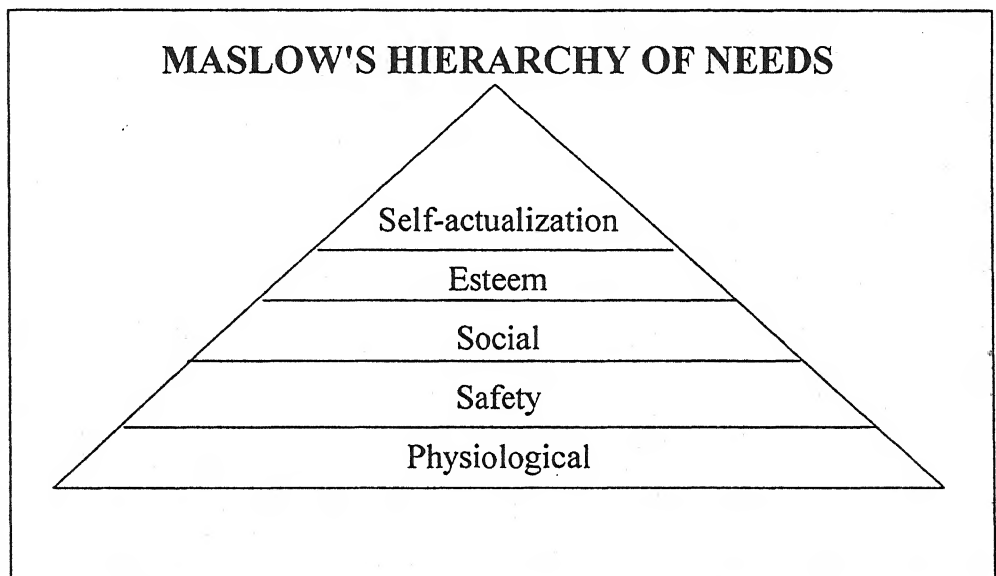 MASLOW'S HIERARCHY OF NEEDS
Self-actualization
Esteem
Social
Safety
Physiological